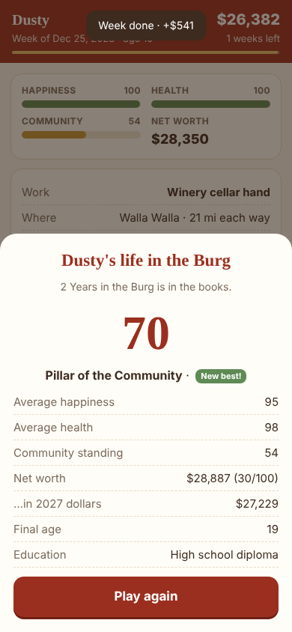 Dusty
Week done · +$541
$26,382
Week of Dec 25,
1 weeks left
HAPPINESS 100
HEALTH 100
COMMUNITY 54
NET WORTH
$28,350
Work Winery cellar hand
Where Walla Walla · 21 mi each way
Dusty's life in the Burg
2 Years in the Burg is in the books.
70
Pillar of the Community · New best!
Average happiness 95
Average health 98
Community standing 54
Net worth $28,887 (30/100)
...in 2027 dollars $27,229
Final age 19
Education High school diploma
Play again